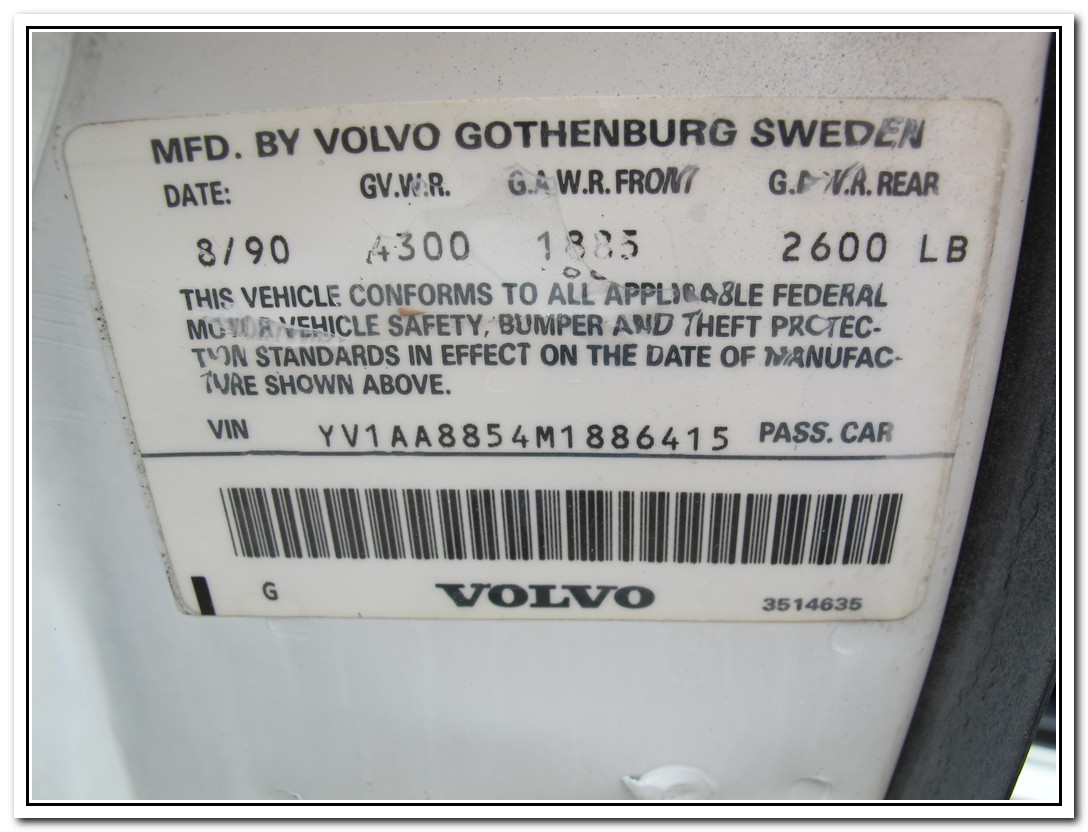 MFD. BY VOLVO GOTHENBURG SWEDEN
DATE: G.V.W.R. G.A.W.R. FRONT G.A.W.R. REAR
8/90 4300 1885 2600 LB
THIS VEHICLE CONFORMS TO ALL APPLICABLE FEDERAL
MOTOR VEHICLE SAFETY, BUMPER AND THEFT PROTEC-
TION STANDARDS IN EFFECT ON THE DATE OF MANUFAC-
TURE SHOWN ABOVE.
VIN YV1AA8854M1886415 PASS. CAR
G VOLVO 3514635